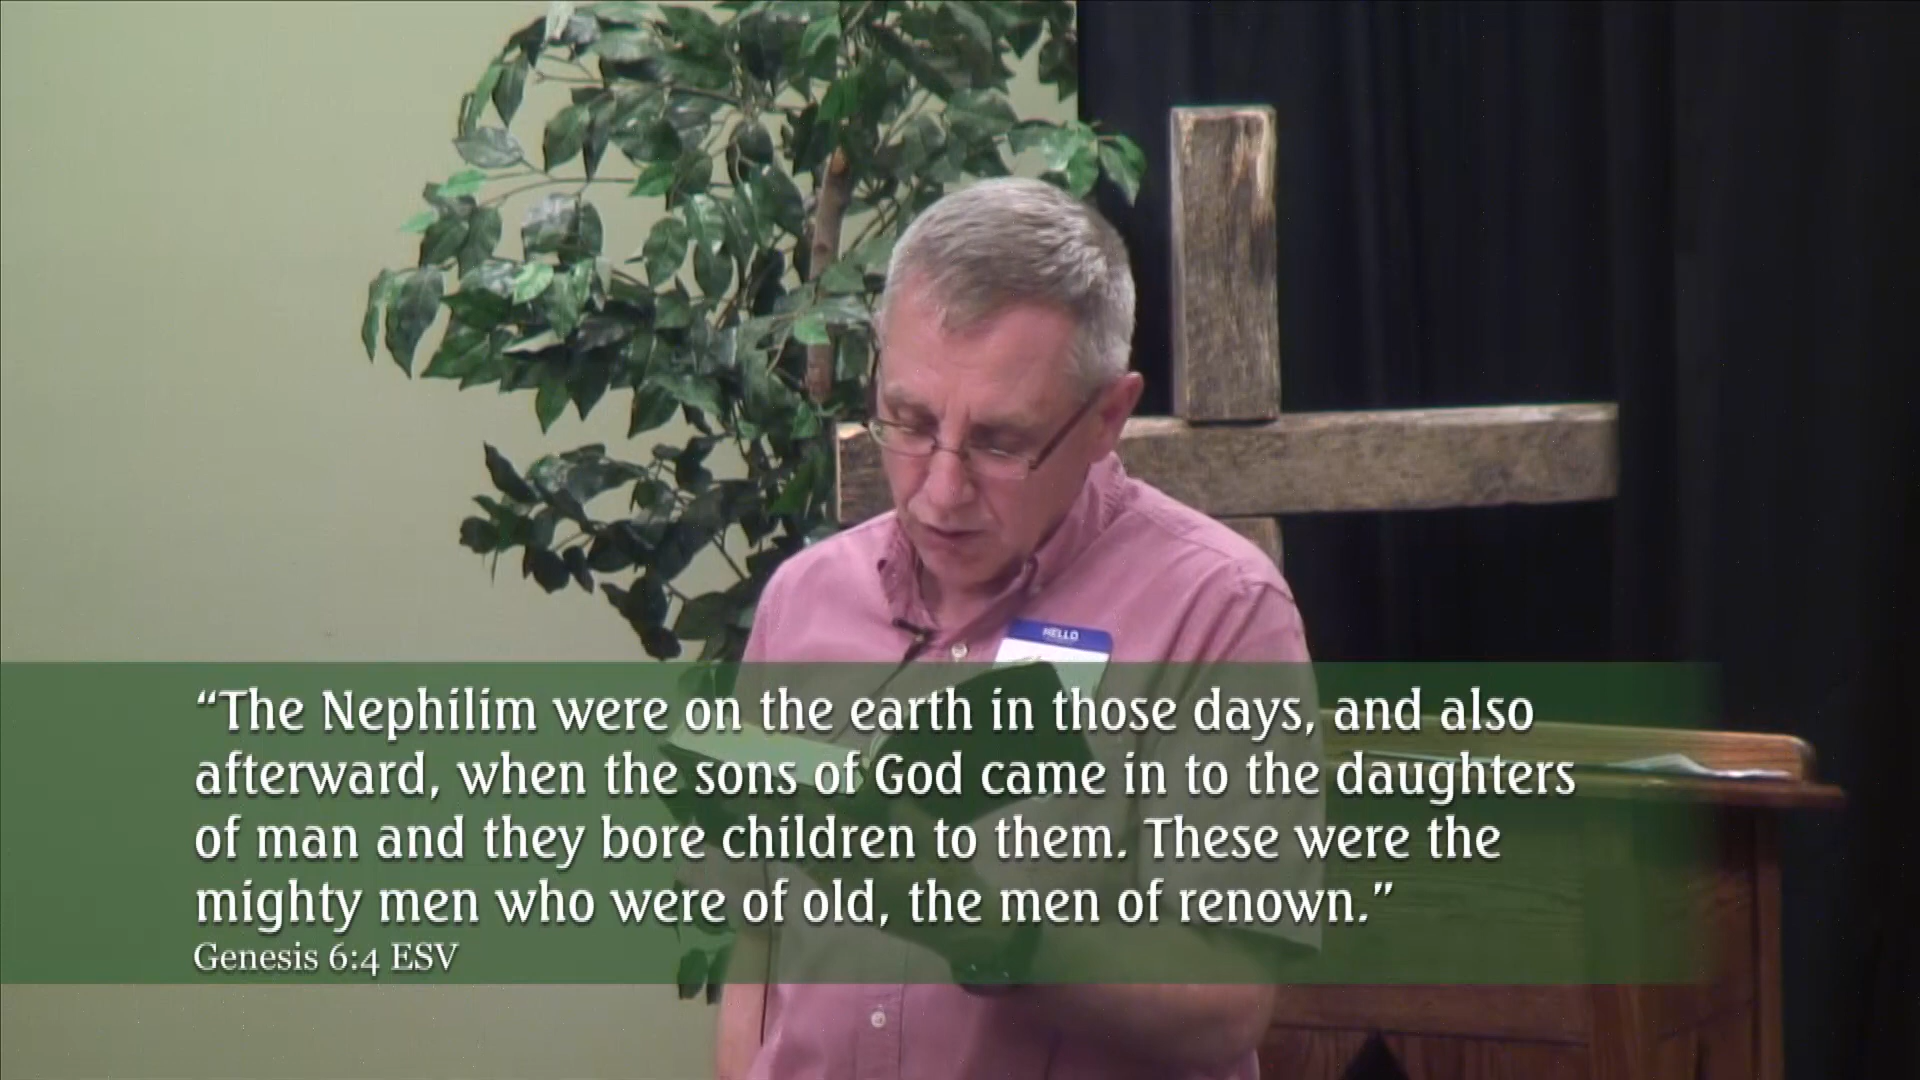 HELLO
“The Nephilim were on the earth in those days, and also
afterward, when the sons of God came in to the daughters
of man and they bore children to them. These were the
mighty men who were of old, the men of renown.”
Genesis 6:4 ESV